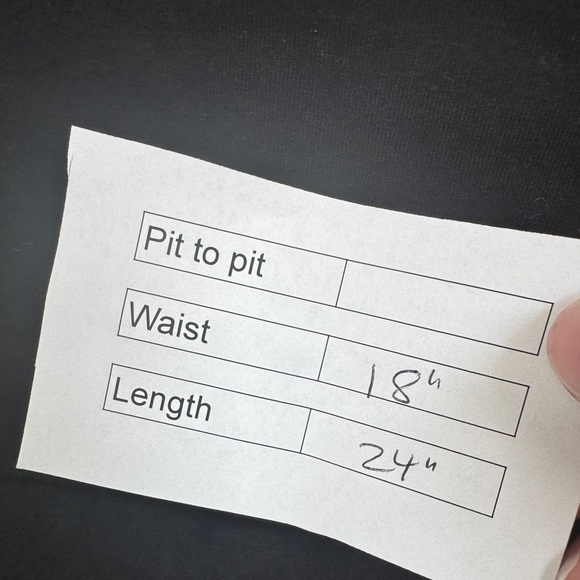 Pit to pit
Waist 18"
Length 24"